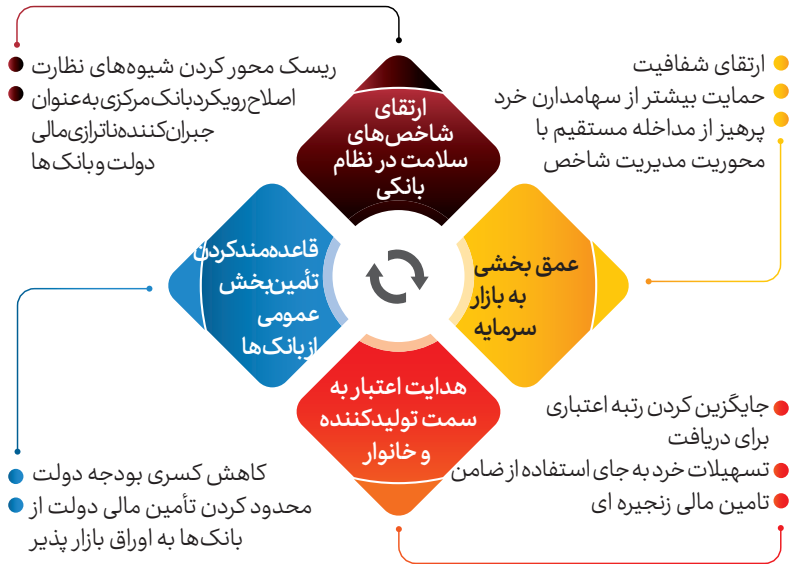 ریسک محور کردن شیوه‌های نظارت
اصلاح رویکرد بانک مرکزی به عنوان
جبران کننده ناترازی مالی
دولت و بانک ها
ارتقای
شاخص‌های
سلامت در نظام
بانکی
ارتقای شفافیت
حمایت بیشتر از سهامدارن خرد
پرهیز از مداخله مستقیم با
محوریت مدیریت شاخص
عمق بخشی
به بازار
سرمایه
قاعده‌مند کردن
تأمین بخش
عمومی
از بانک‌ها
هدایت اعتبار به
سمت تولیدکننده
و خانوار
جایگزین کردن رتبه اعتباری
برای دریافت
تسهیلات خرد به جای استفاده از ضامن
تامین مالی زنجیره ای
کاهش کسری بودجه دولت
محدود کردن تأمین مالی دولت از
بانک‌ها به اوراق بازار پذیر